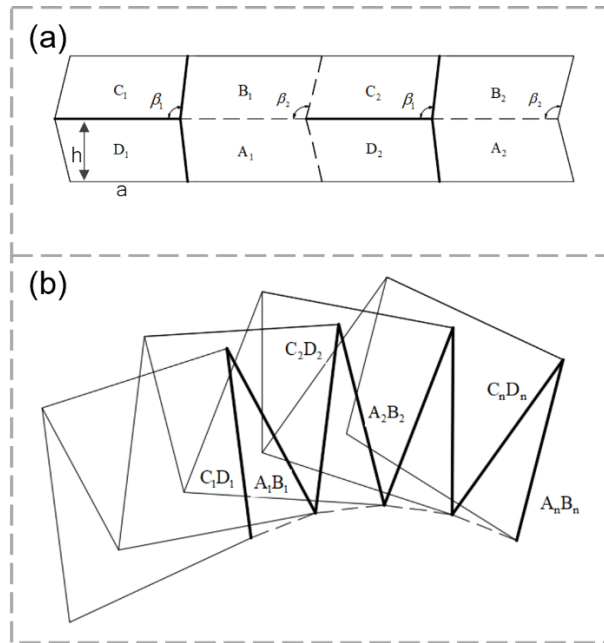 (a)
C₁ β₁ B₁ β₂ C₂ β₁ B₂ β₂
h D₁ A₁ D₂ A₂
a
(b)
C₂D₂
A₂B₂ CₙDₙ
C₁D₁ A₁B₁ AₙBₙ